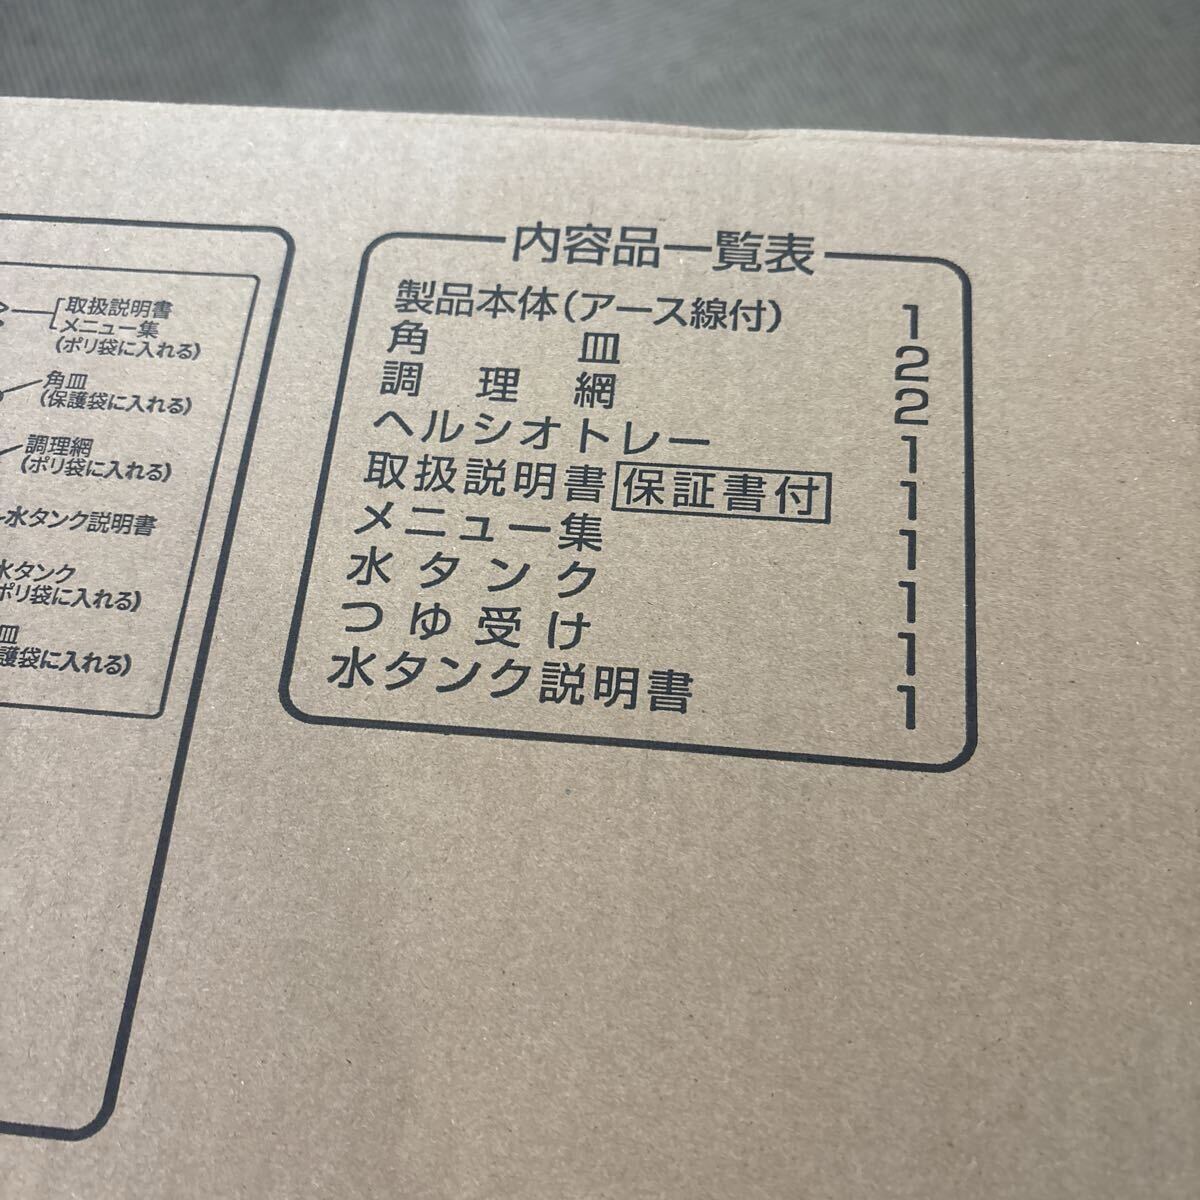 取扱説明書
メニュー集
(ポリ袋に入れる)
角皿
(保護袋に入れる)
調理網
(ポリ袋に入れる)
水タンク説明書
水タンク
ポリ袋に入れる)
皿
護袋に入れる)
内容品一覧表
製品本体(アース線付) 1
角皿 2
調理網 2
ヘルシオトレー 1
取扱説明書 保証書付 1
メニュー集 1
水タンク 1
つゆ受け 1
水タンク説明書 1